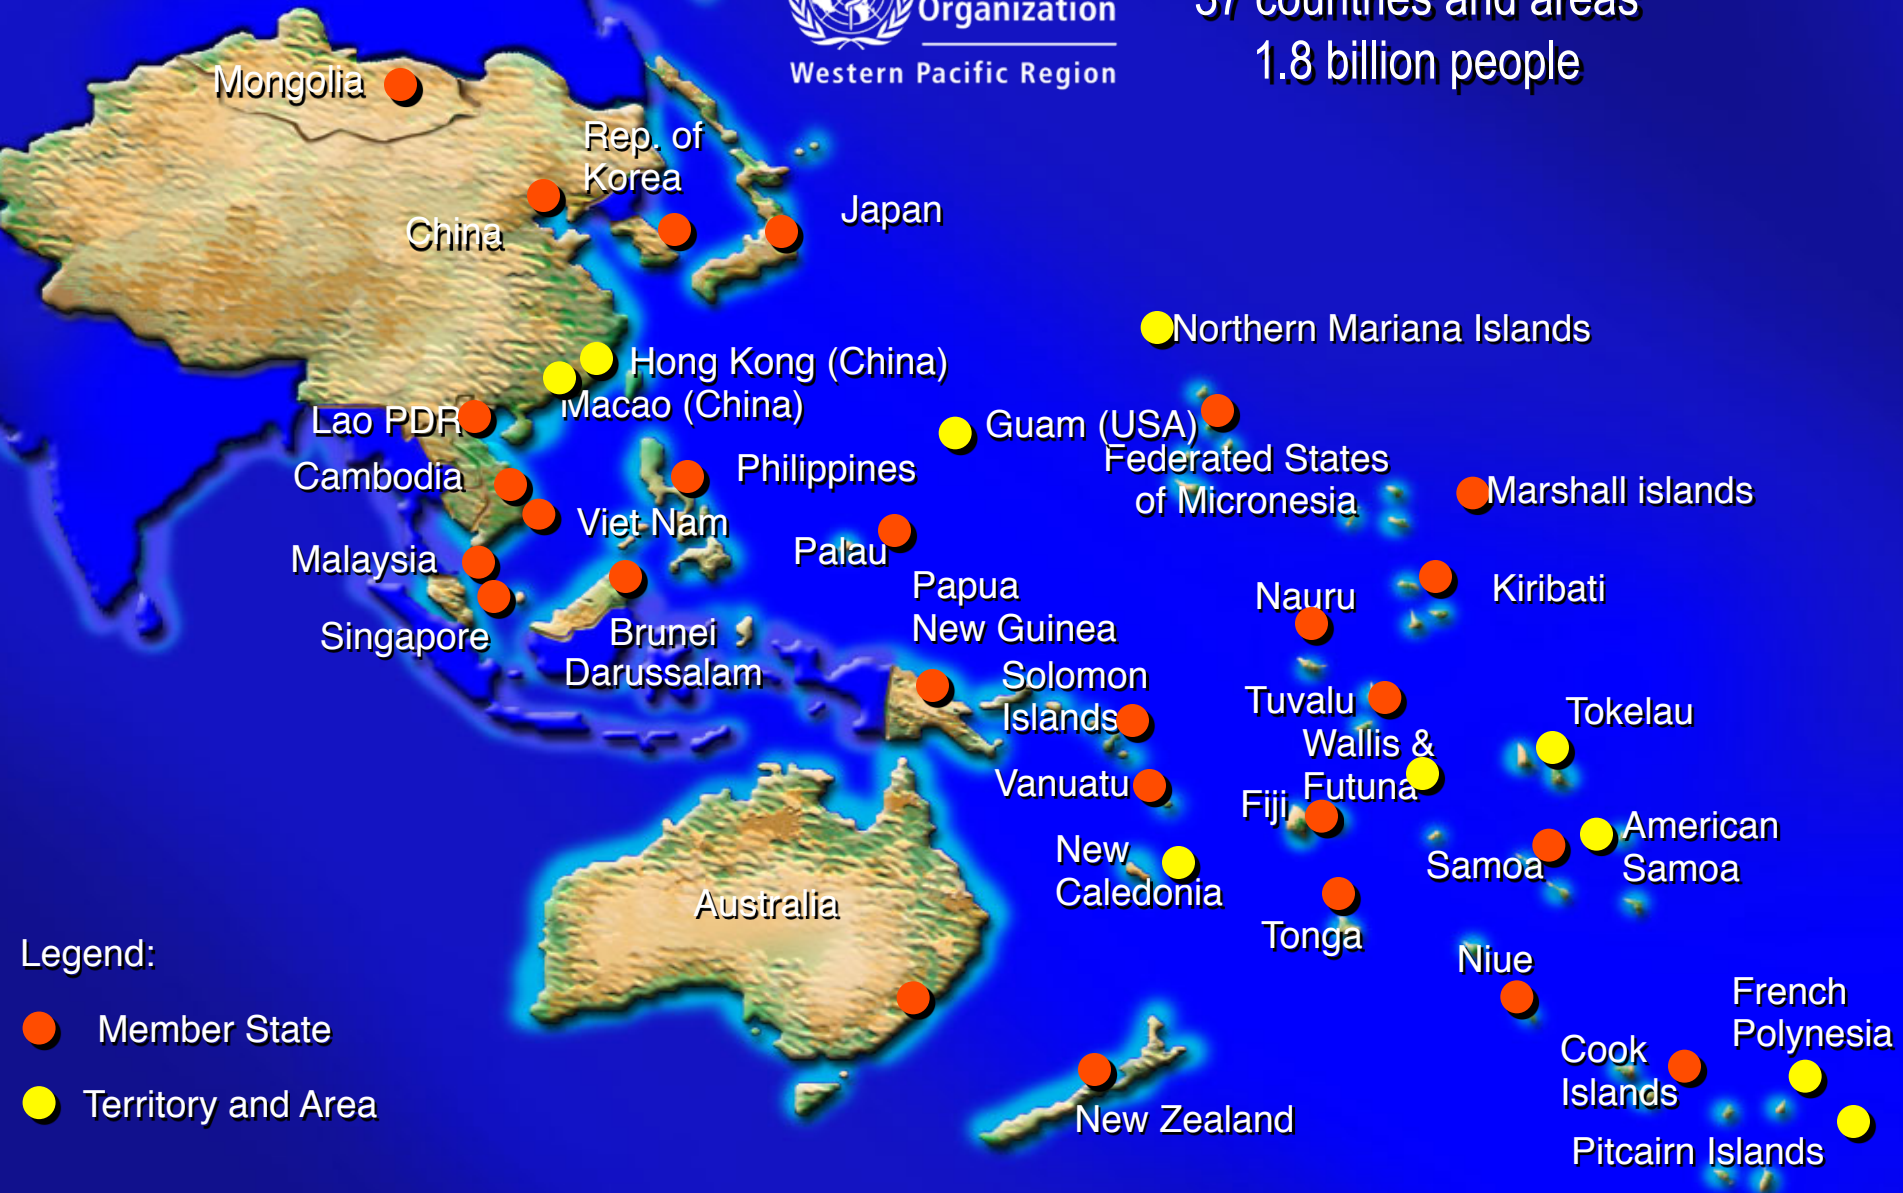 Organization
Western Pacific Region
37 countries and areas
1.8 billion people
Mongolia
Rep. of
Korea
China
Japan
Northern Mariana Islands
Hong Kong (China)
Macao (China)
Lao PDR
Guam (USA)
Federated States
of Micronesia
Cambodia
Philippines
Marshall islands
Viet Nam
Malaysia
Palau
Papua
New Guinea
Nauru
Kiribati
Singapore
Brunei
Darussalam
Solomon
Islands
Tuvalu
Tokelau
Wallis &
Futuna
Vanuatu
Fiji
New
Caledonia
Samoa
American
Samoa
Australia
Tonga
Niue
French
Polynesia
Cook
Islands
Pitcairn Islands
New Zealand
Legend:
Member State
Territory and Area